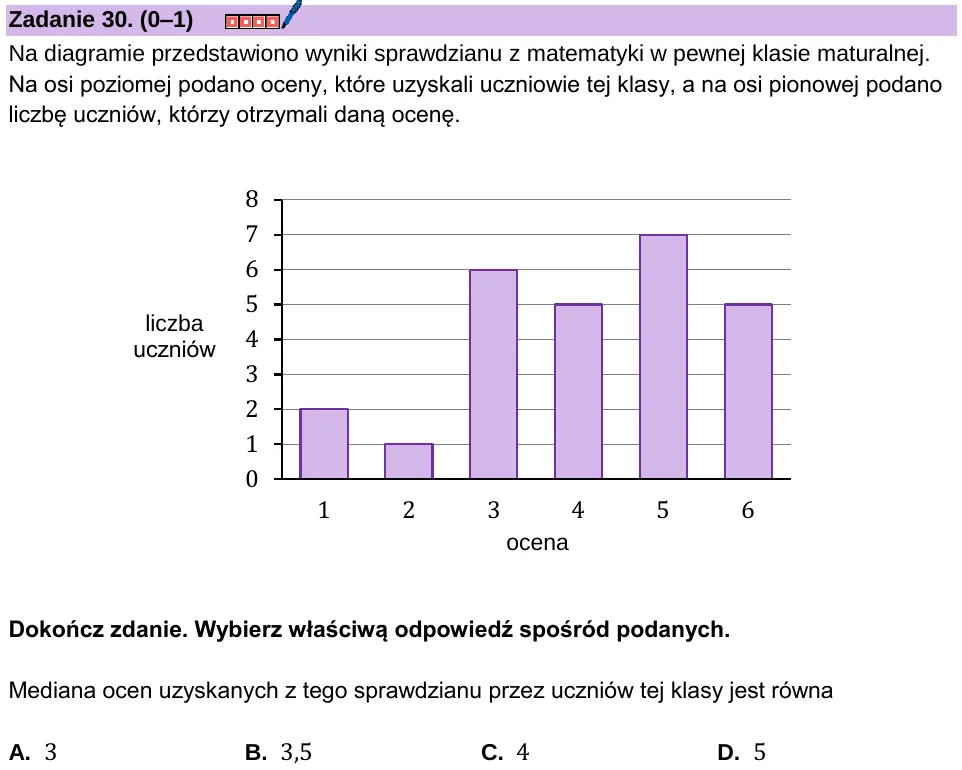 Zadanie 30. (0–1)
Na diagramie przedstawiono wyniki sprawdzianu z matematyki w pewnej klasie maturalnej.
Na osi poziomej podano oceny, które uzyskali uczniowie tej klasy, a na osi pionowej podano
liczbę uczniów, którzy otrzymali daną ocenę.
8
7
6
5
4
3
2
1
0
liczba
uczniów
1 2 3 4 5 6
ocena
Dokończ zdanie. Wybierz właściwą odpowiedź spośród podanych.
Mediana ocen uzyskanych z tego sprawdzianu przez uczniów tej klasy jest równa
A. 3 B. 3,5 C. 4 D. 5